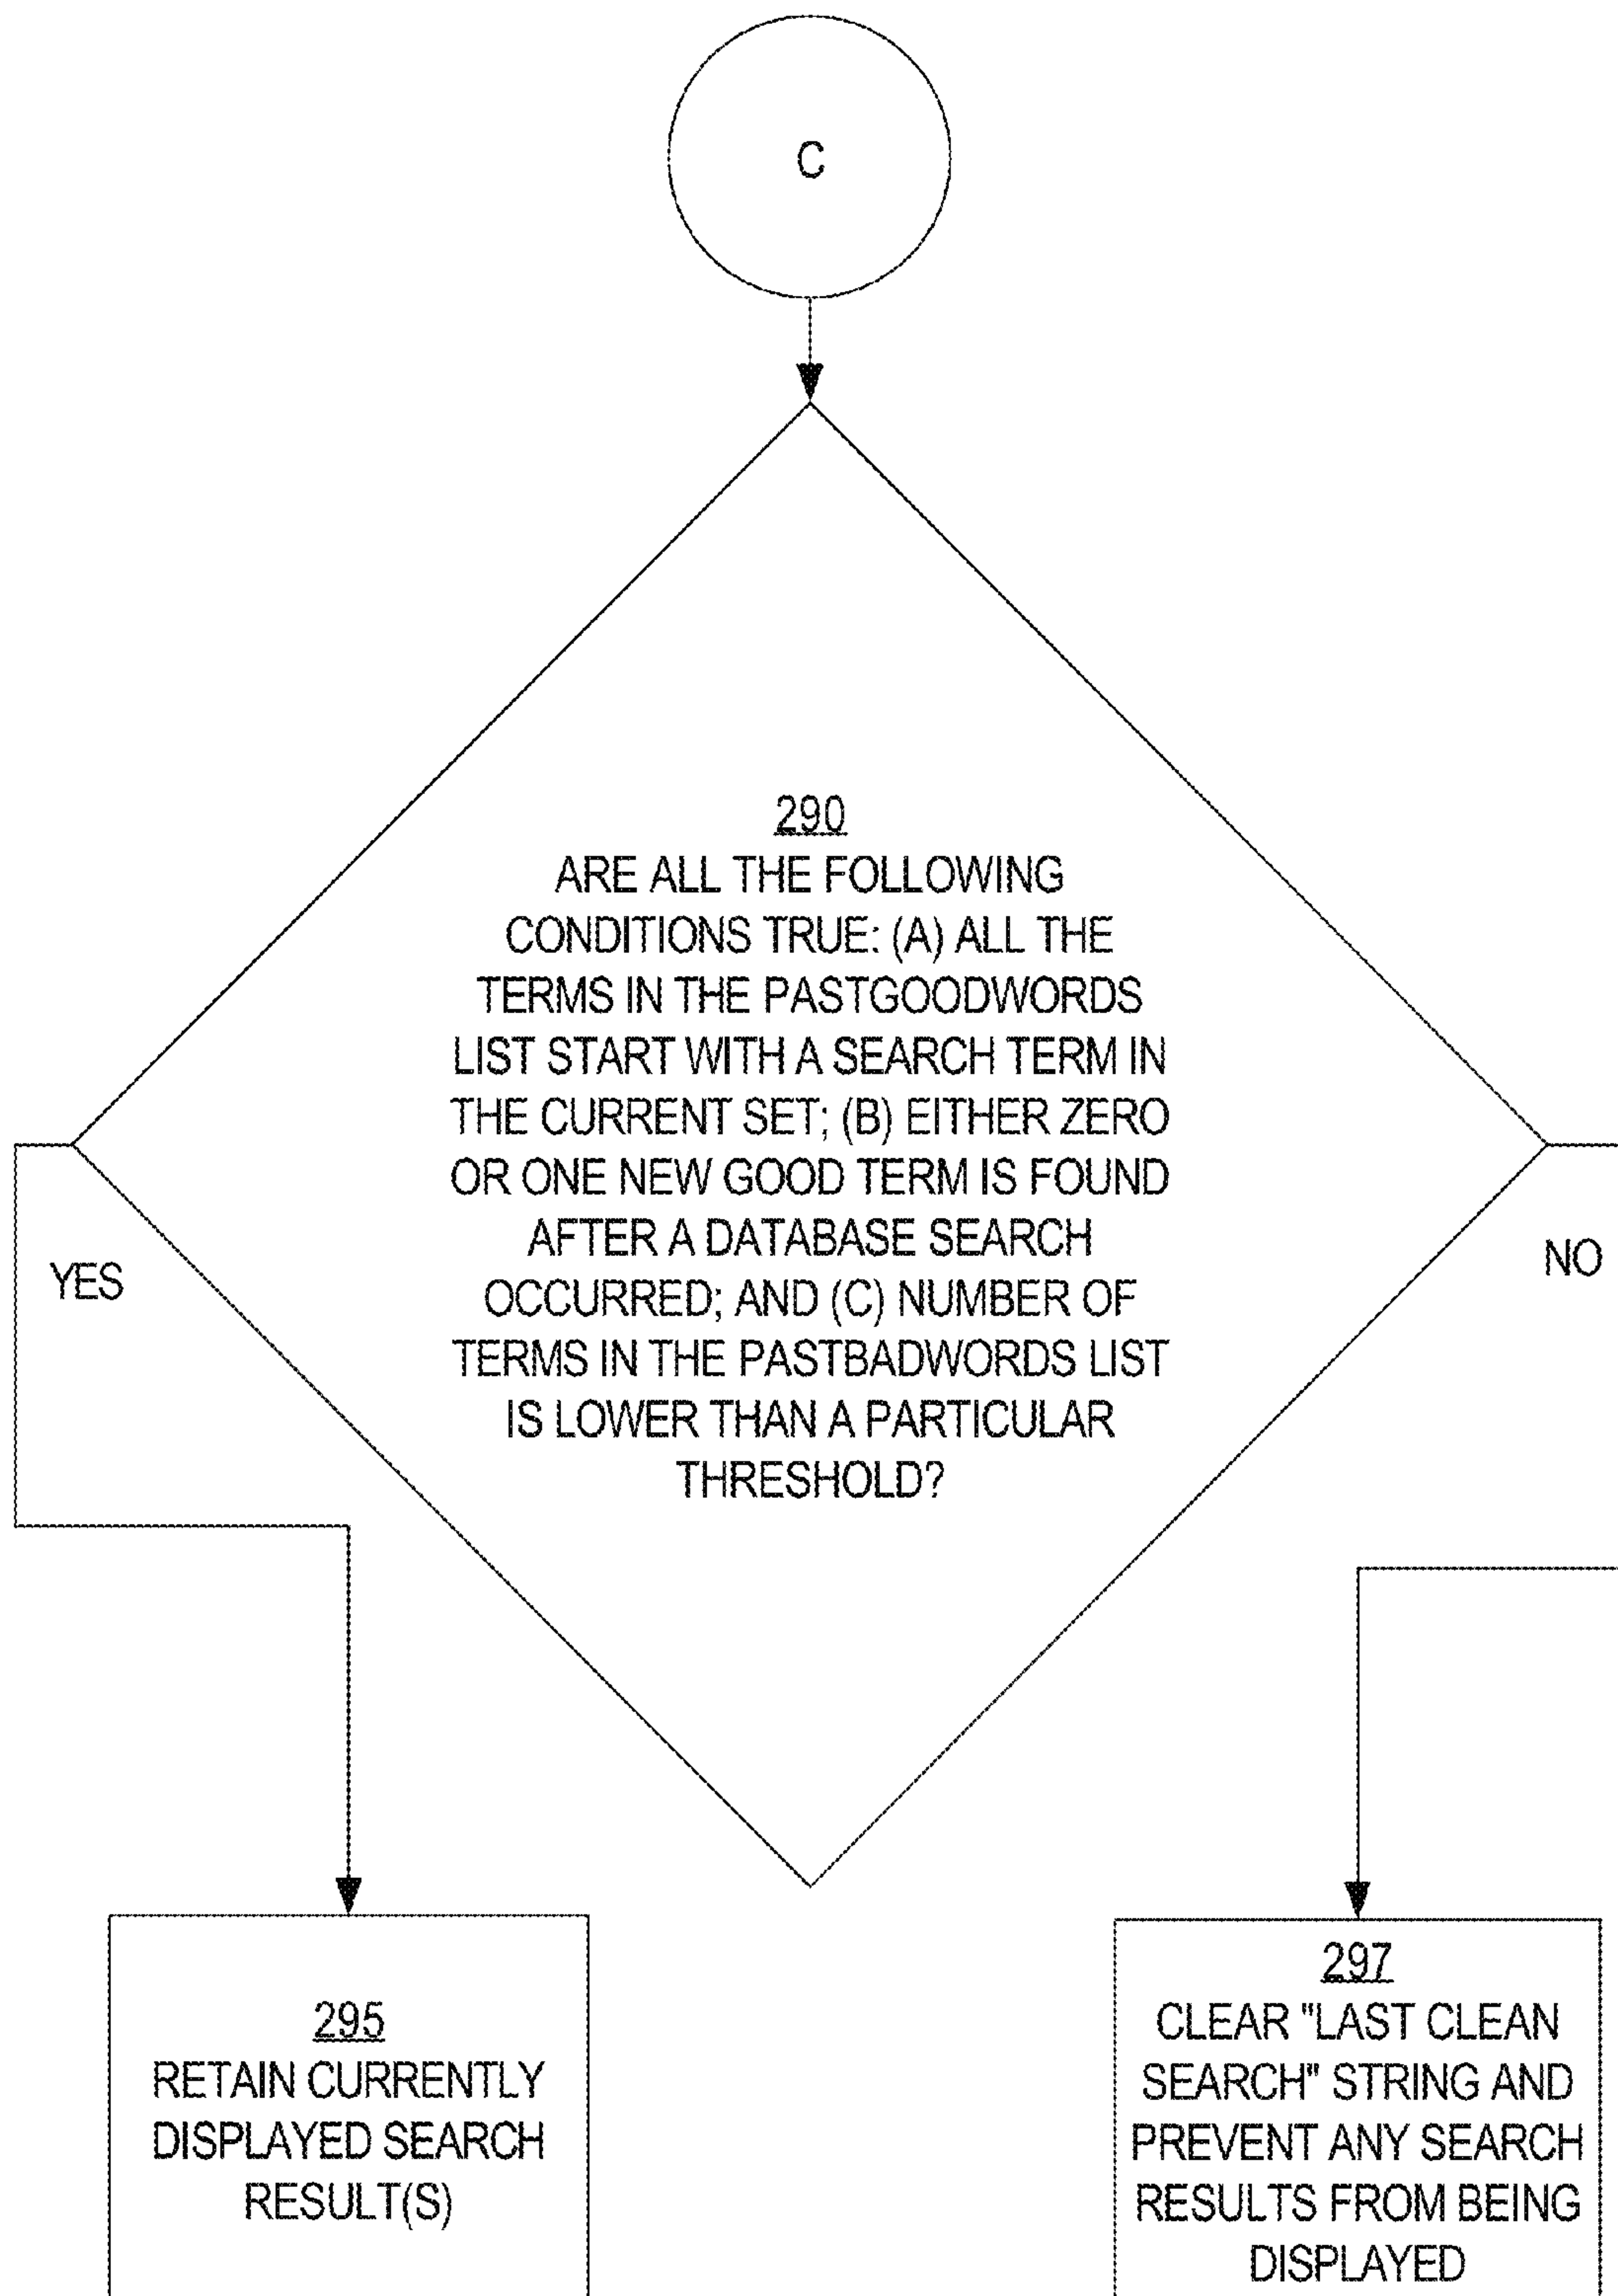 C
290
ARE ALL THE FOLLOWING
CONDITIONS TRUE: (A) ALL THE
TERMS IN THE PASTGOODWORDS
LIST START WITH A SEARCH TERM IN
THE CURRENT SET; (B) EITHER ZERO
OR ONE NEW GOOD TERM IS FOUND
AFTER A DATABASE SEARCH
OCCURRED; AND (C) NUMBER OF
TERMS IN THE PASTBADWORDS LIST
IS LOWER THAN A PARTICULAR
THRESHOLD?
YES
NO
295
RETAIN CURRENTLY
DISPLAYED SEARCH
RESULT(S)
297
CLEAR "LAST CLEAN
SEARCH" STRING AND
PREVENT ANY SEARCH
RESULTS FROM BEING
DISPLAYED